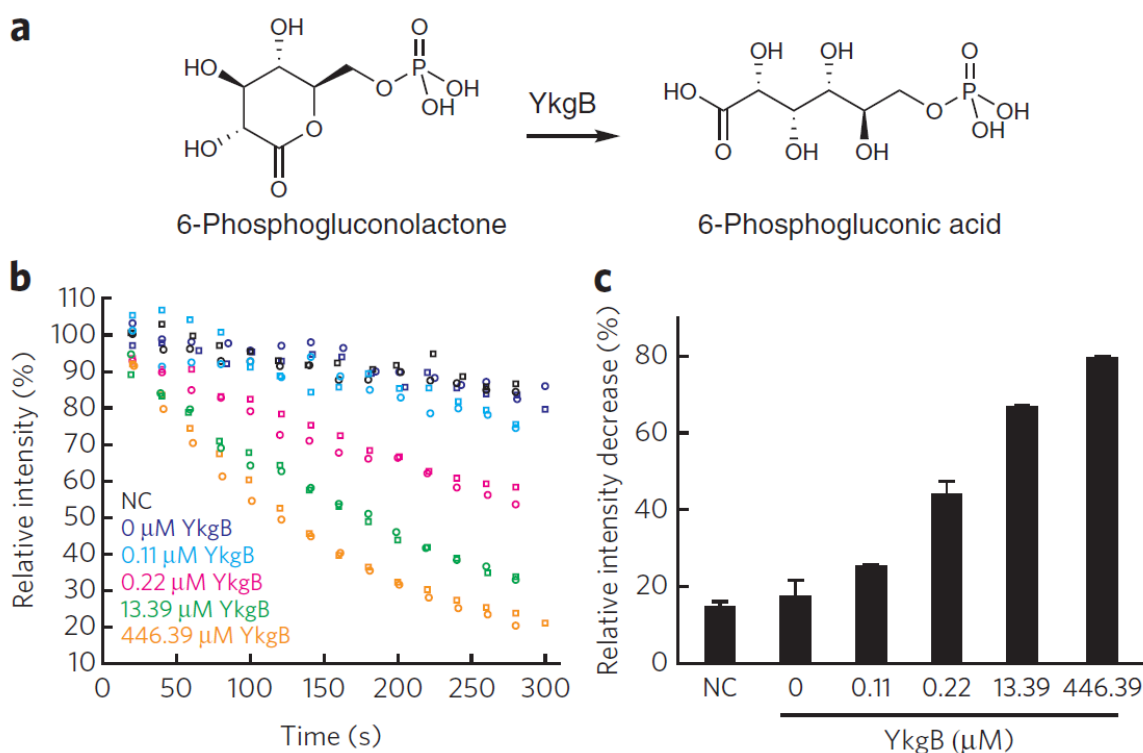 a
OH
HO
HO
O
O
O
P
O
OH
OH
YkgB
HO
O
OH
OH
OH
OH
O
P
O
OH
OH
6-Phosphogluconolactone
6-Phosphogluconic acid
b
Relative intensity (%)
110
100
90
80
70
60
50
40
30
20
10
NC
0 µM YkgB
0.11 µM YkgB
0.22 µM YkgB
13.39 µM YkgB
446.39 µM YkgB
0 50 100 150 200 250 300
Time (s)
c
Relative intensity decrease (%)
80
60
40
20
0
NC 0 0.11 0.22 13.39 446.39
YkgB (µM)